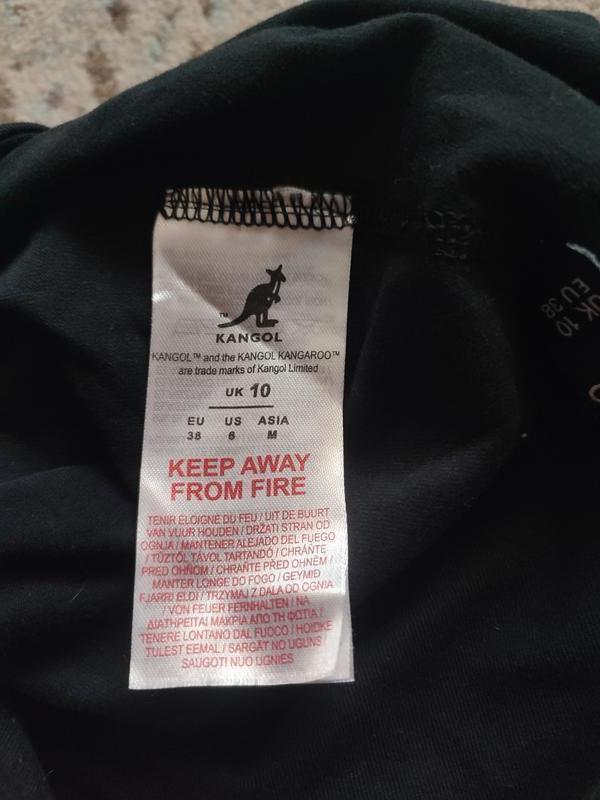 ™
KANGOL
KANGOL™ and the KANGOL KANGAROO™
are trade marks of Kangol Limited
UK 10
EU US ASIA
38 6 M
KEEP AWAY
FROM FIRE
TENIR ÉLOIGNE DU FEU / UIT DE BUURT
VAN VUUR HOUDEN / DRŽATI STRAN OD
OGNJA / MANTENER ALEJADO DEL FUEGO
/ TŰZTŐL TÁVOL TARTANDÓ / CHRÁŇTE
PRED OHŇOM / CHRAŇTE PŘED OHNĚM /
MANTER LONGE DO FOGO / GEYMIÐ
FJARRI ELDI / TRZYMAJ Z DALA OD OGNIA
/ VON FEUER FERNHALTEN / NA
ΔΙΑΤΗΡΕΙΤΑΙ ΜΑΚΡΙΑ ΑΠΟ ΤΗ ΦΩΤΙΑ /
TENERE LONTANO DAL FUOCO / HOIDKE
TULEST EEMAL / SARGĀT NO UGUNS /
SAUGOTI NUO UGNIES
UK 10
EU 38